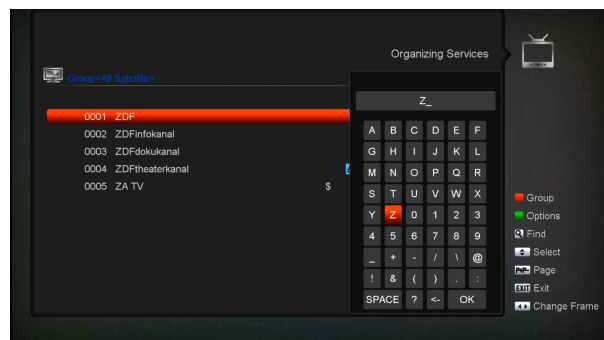 Organizing Services
Group<All Satellite>
Z_
0001 ZDF
0002 ZDFinfokanal
0003 ZDFdokukanal
0004 ZDFtheaterkanal
0005 ZA TV $
A B C D E F
G H I J K L
M N O P Q R
S T U V W X
Y Z 0 1 2 3
4 5 6 7 8 9
_ + - / \ @
! & ( ) . :
SPACE ? <- OK
Group
Options
Find
Select
Page
EXIT Exit
Change Frame